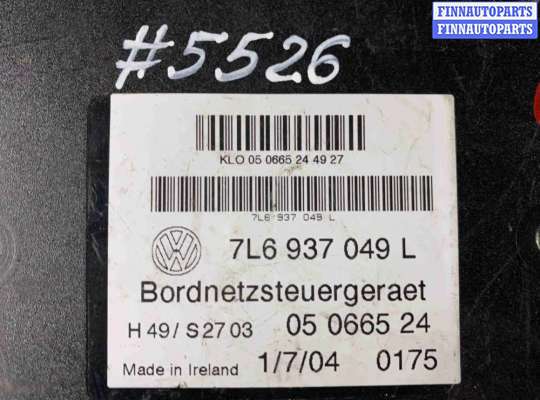 FINNAUTOPARTS
FINNAUTOPARTS
#5526
KLO 05 0665 24 49 27
7L6 937 049 L
VW
7L6 937 049 L
Bordnetzsteuergeraet
H 49/ S27 03 05 0665 24
Made in Ireland 1/7/04 0175